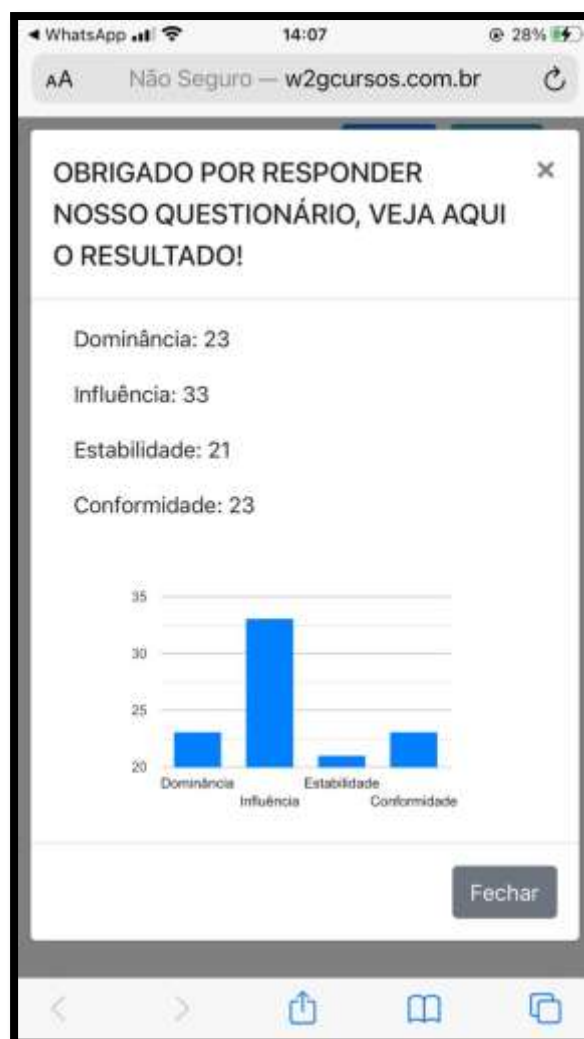 WhatsApp 14:07 28%
AA Não Seguro — w2gcursos.com.br
OBRIGADO POR RESPONDER
NOSSO QUESTIONÁRIO, VEJA AQUI
O RESULTADO!
Dominância: 23
Influência: 33
Estabilidade: 21
Conformidade: 23
35
30
25
20
Dominância Estabilidade
Influência Conformidade
Fechar